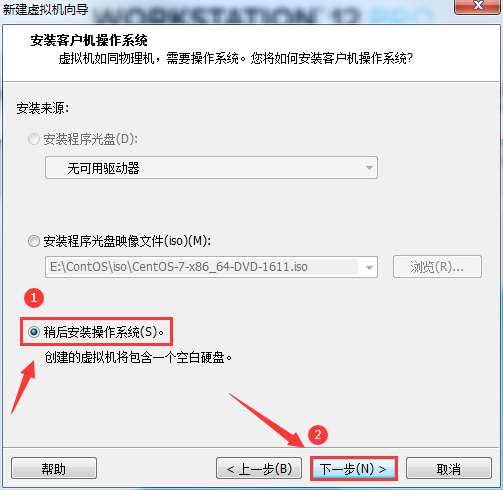 新建虚拟机向导
WORKSTATION 12 PRO
安装客户机操作系统
虚拟机如同物理机，需要操作系统。您将如何安装客户机操作系统?
安装来源:
安装程序光盘(D):
无可用驱动器
安装程序光盘映像文件(iso)(M):
E:\ContOS\iso\CentOS-7-x86_64-DVD-1611.iso
浏览(R)...
1
稍后安装操作系统(S)。
创建的虚拟机将包含一个空白硬盘。
2
帮助
< 上一步(B)
下一步(N) >
取消